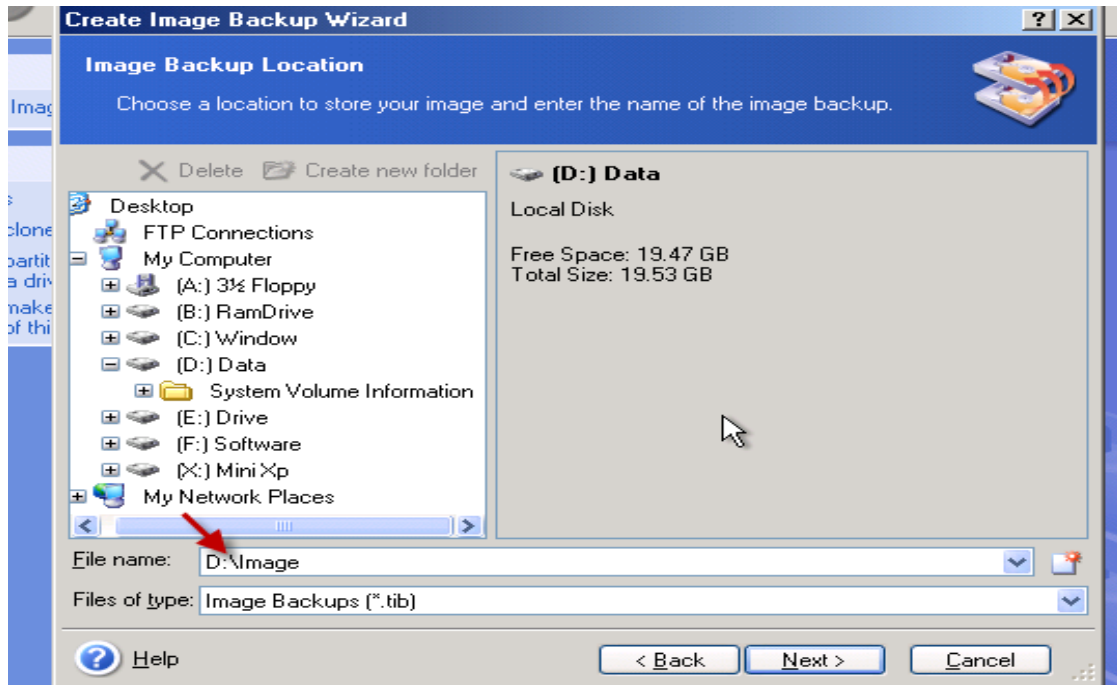 Create Image Backup Wizard
Image Backup Location
Choose a location to store your image and enter the name of the image backup.
Delete Create new folder
Desktop
FTP Connections
My Computer
(A:) 3½ Floppy
(B:) RamDrive
(C:) Window
(D:) Data
System Volume Information
(E:) Drive
(F:) Software
(X:) Mini Xp
My Network Places
(D:) Data
Local Disk
Free Space: 19.47 GB
Total Size: 19.53 GB
File name: D:\Image
Files of type: Image Backups (*.tib)
Help < Back Next > Cancel